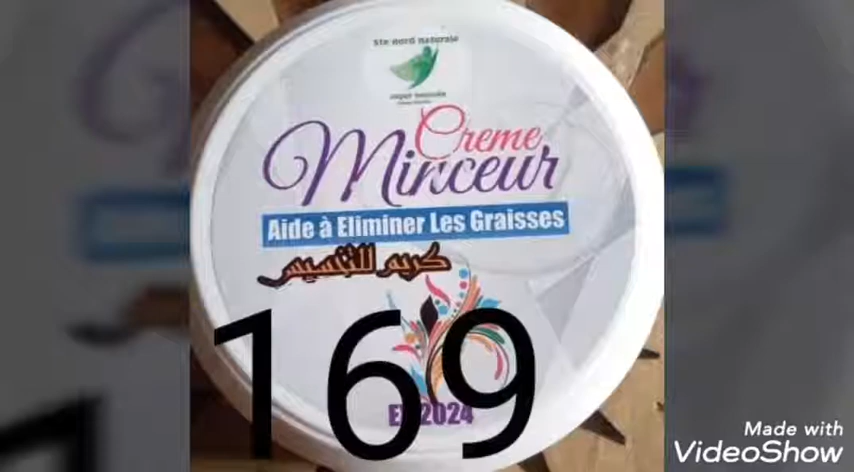 ste nord naturale
Creme
Minceur
Aide à Eliminer Les Graisses
كريم للتنسيم
169
2024
Made with
VideoShow